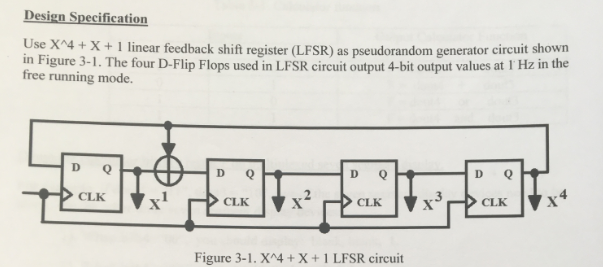 Design Specification
Use X^4 + X + 1 linear feedback shift register (LFSR) as pseudorandom generator circuit shown
in Figure 3-1. The four D-Flip Flops used in LFSR circuit output 4-bit output values at 1 Hz in the
free running mode.
D Q D Q D Q D Q
CLK x¹ CLK x² CLK x³ CLK x⁴
Figure 3-1. X^4 + X + 1 LFSR circuit